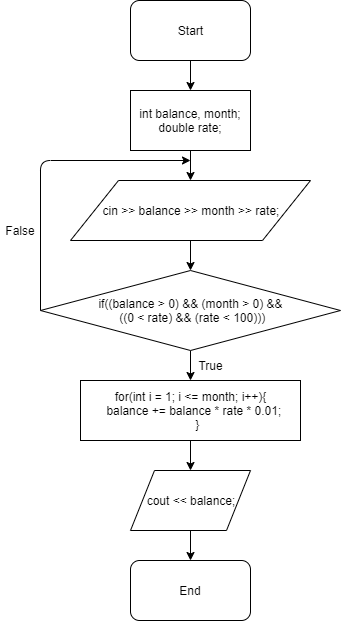 Start
int balance, month;
double rate;
cin >> balance >> month >> rate;
False
if((balance > 0) && (month > 0) &&
((0 < rate) && (rate < 100)))
True
for(int i = 1; i <= month; i++){
balance += balance * rate * 0.01;
}
cout << balance;
End